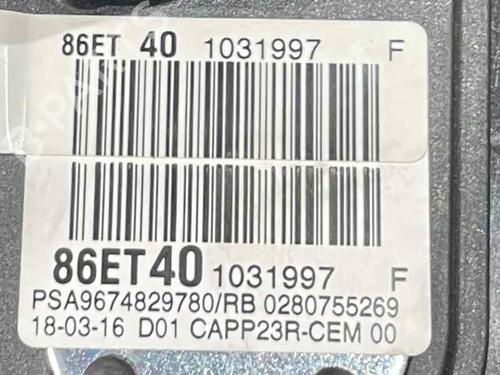 86ET 40 1031997 F
86ET40 1031997 F
PSA9674829780/RB 0280755269
18-03-16 D01 CAPP23R-CEM 00